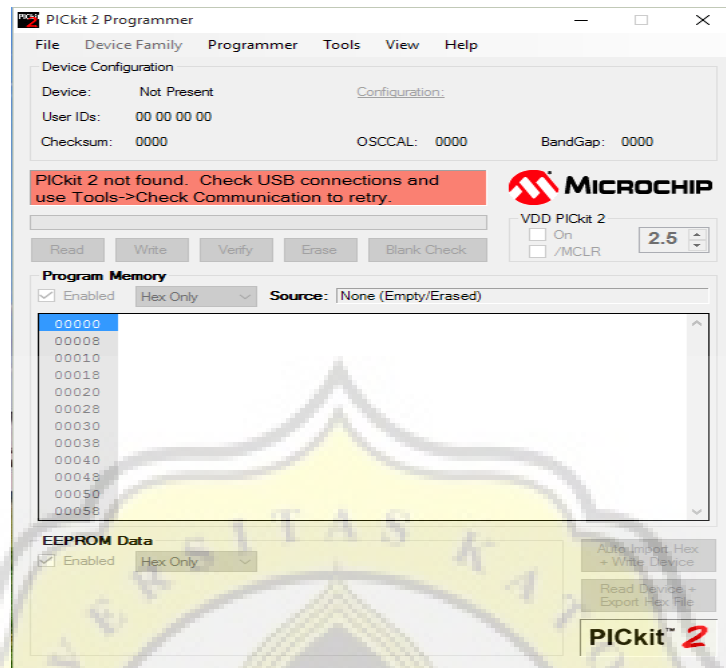 PICkit 2 Programmer
File Device Family Programmer Tools View Help
Device Configuration
Device: Not Present Configuration:
User IDs: 00 00 00 00
Checksum: 0000 OSCCAL: 0000 BandGap: 0000
PICkit 2 not found. Check USB connections and
use Tools->Check Communication to retry.
MICROCHIP
VDD PICkit 2
On
/MCLR
2.5
Read Write Verify Erase Blank Check
Program Memory
Enabled Hex Only Source: None (Empty/Erased)
00000
00008
00010
00018
00020
00028
00030
00038
00040
00048
00050
00058
EEPROM Data
Enabled Hex Only
Auto Import Hex
+ Write Device
Read Device +
Export Hex File
PICkit™ 2
VERSITAS KAT